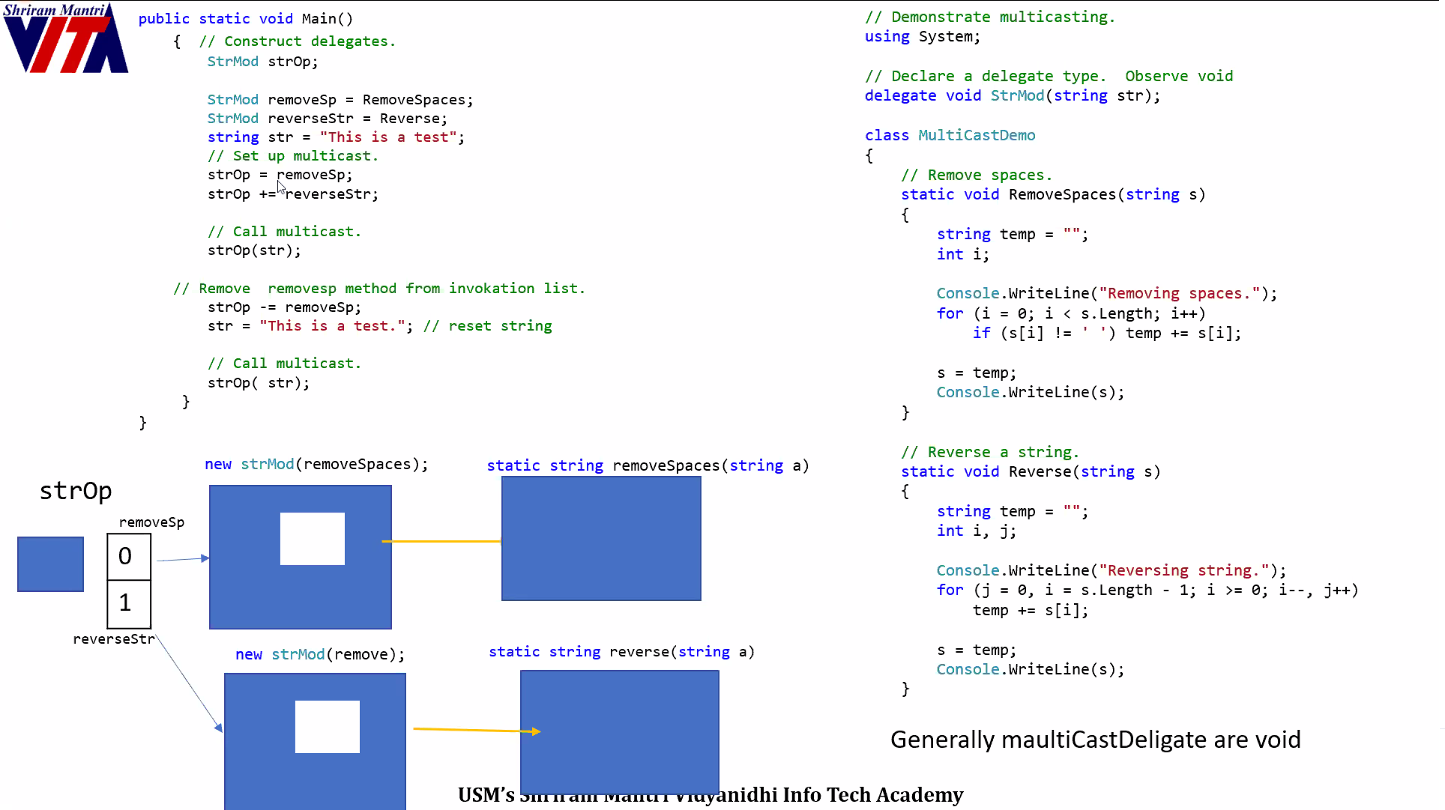 Shriram Mantri
VITA
public static void Main()
{ // Construct delegates.
StrMod strOp;
StrMod removeSp = RemoveSpaces;
StrMod reverseStr = Reverse;
string str = "This is a test";
// Set up multicast.
strOp = removeSp;
strOp += reverseStr;
// Call multicast.
strOp(str);
// Remove  removesp method from invokation list.
strOp -= removeSp;
str = "This is a test."; // reset string
// Call multicast.
strOp( str);
}
}
// Demonstrate multicasting.
using System;
// Declare a delegate type.  Observe void
delegate void StrMod(string str);
class MultiCastDemo
{
// Remove spaces.
static void RemoveSpaces(string s)
{
string temp = "";
int i;
Console.WriteLine("Removing spaces.");
for (i = 0; i < s.Length; i++)
if (s[i] != ' ') temp += s[i];
s = temp;
Console.WriteLine(s);
}
// Reverse a string.
static void Reverse(string s)
{
string temp = "";
int i, j;
Console.WriteLine("Reversing string.");
for (j = 0, i = s.Length - 1; i >= 0; i--, j++)
temp += s[i];
s = temp;
Console.WriteLine(s);
}
Generally maultiCastDeligate are void
new strMod(removeSpaces);
static string removeSpaces(string a)
strOp
removeSp
0
1
reverseStr
new strMod(remove);
static string reverse(string a)
USM's Shriram Mantri Vidyanidhi Info Tech Academy